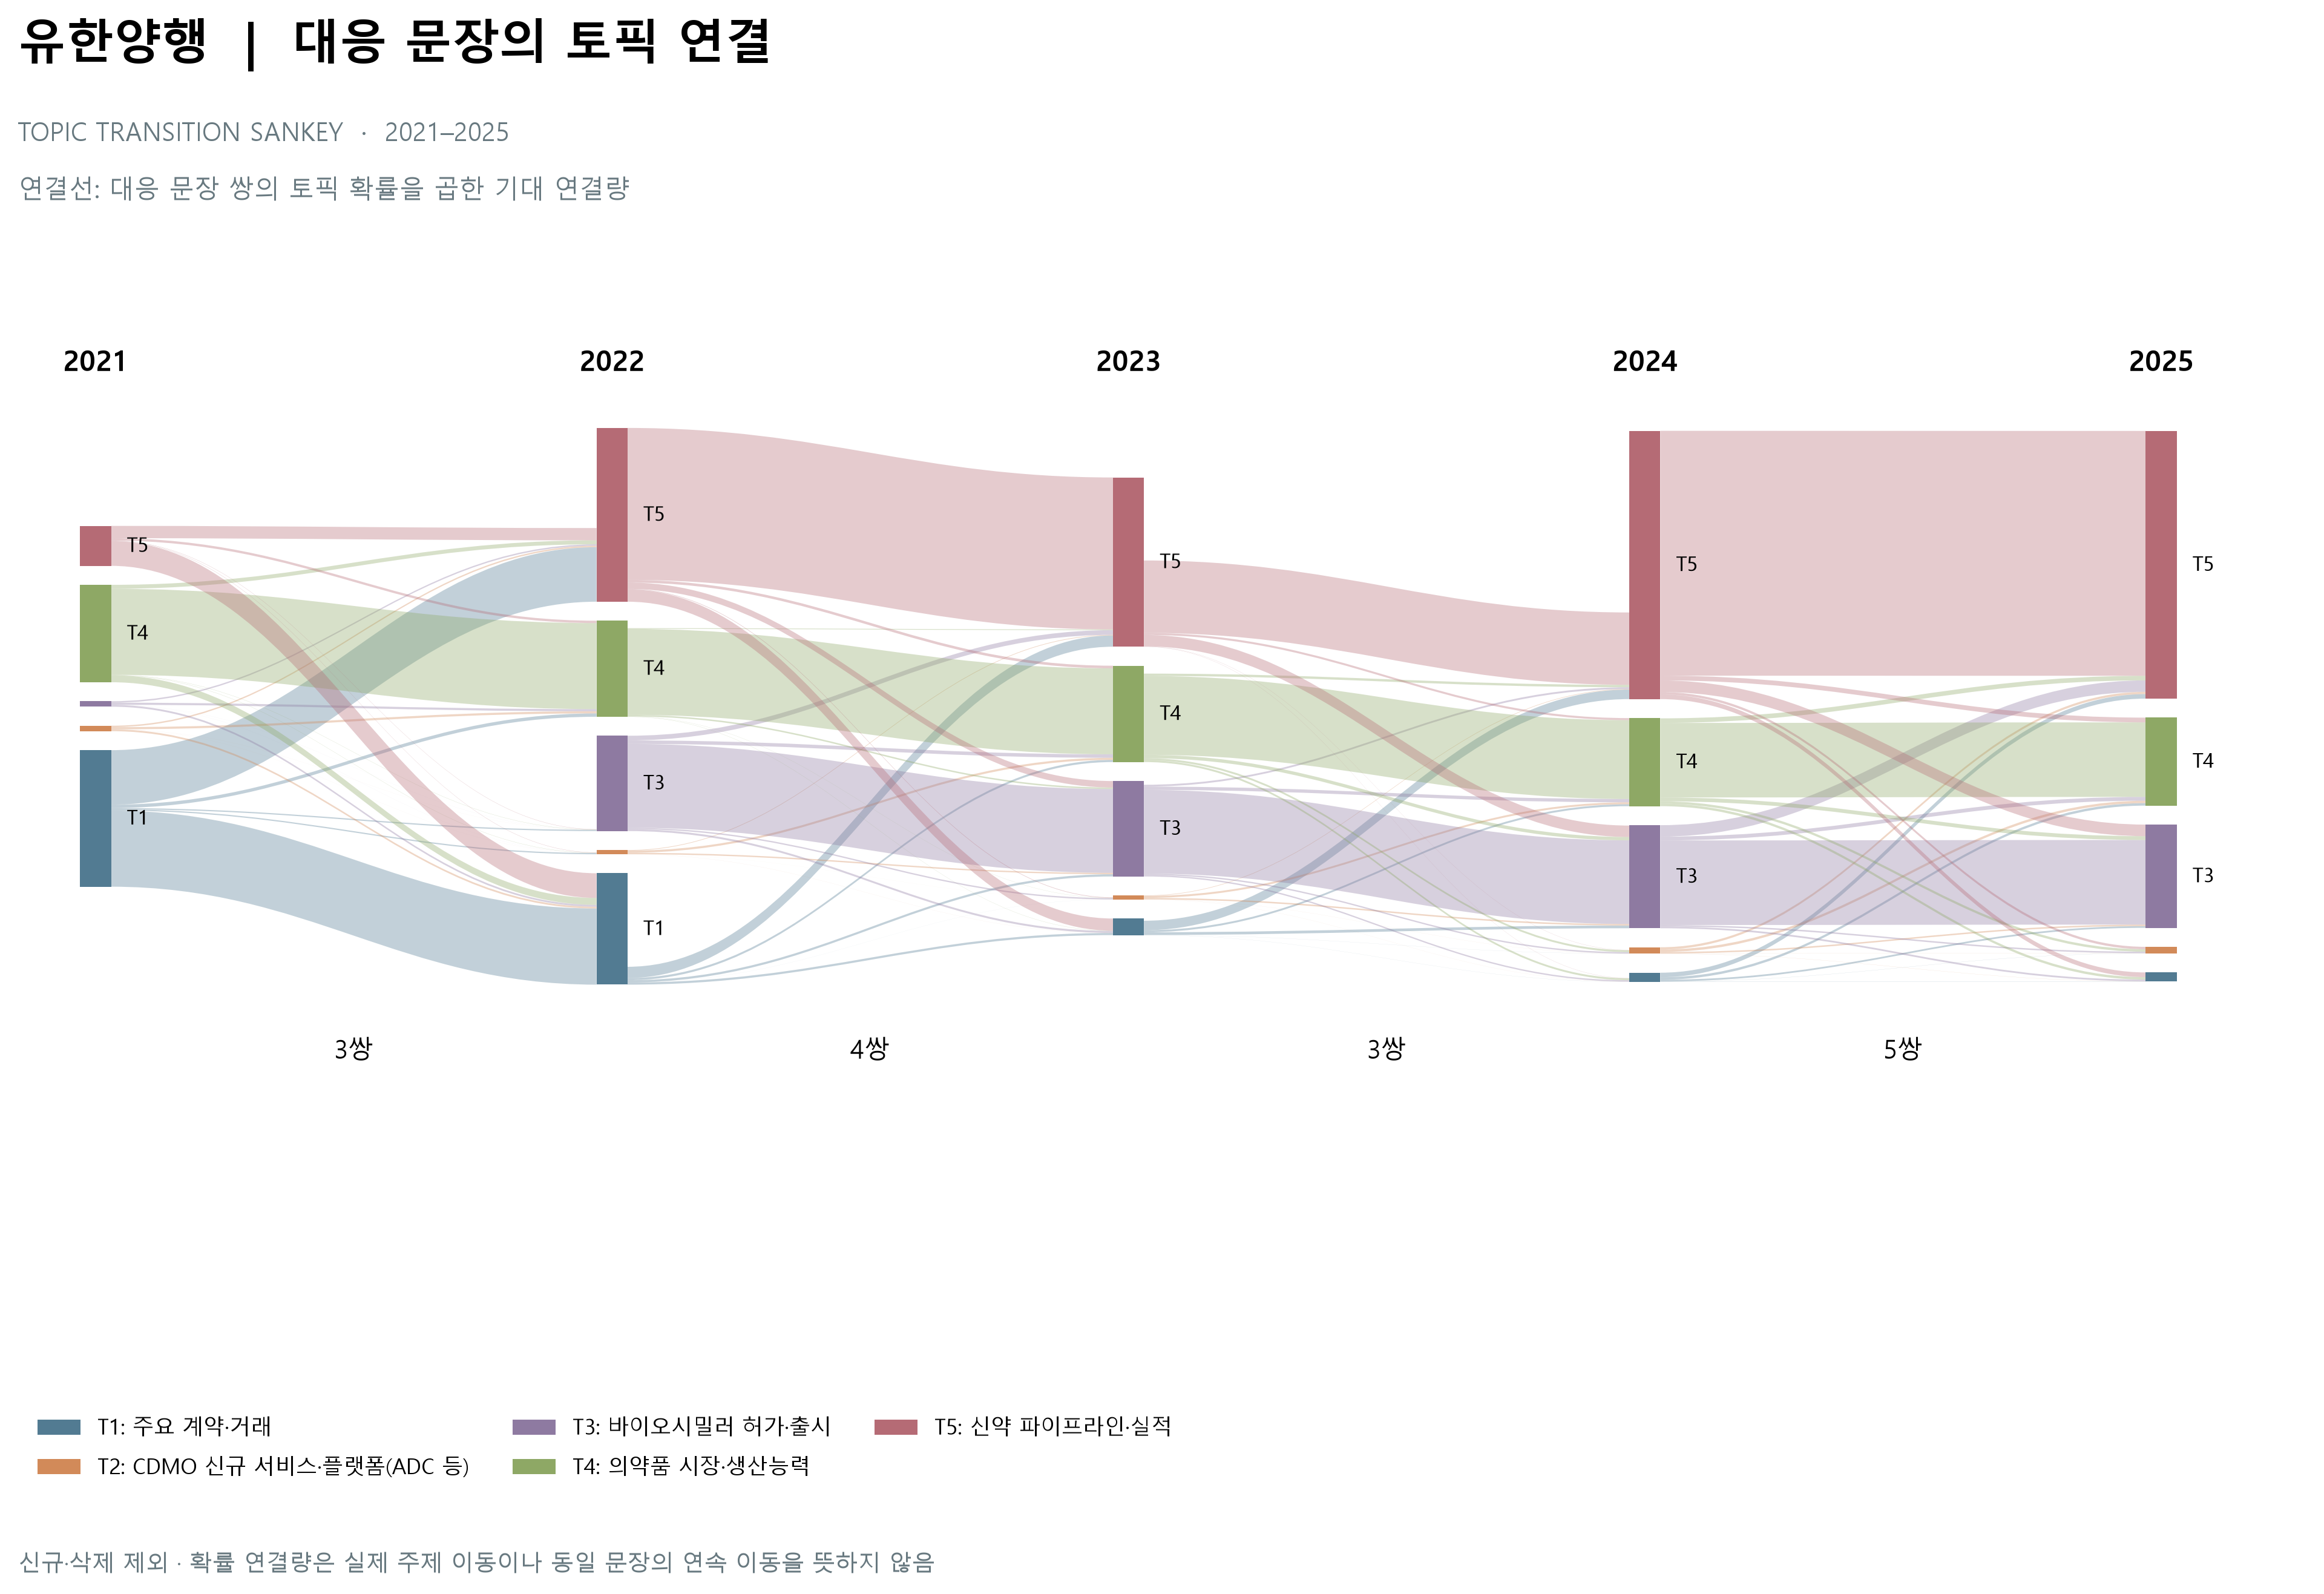 유한양행 | 대응 문장의 토픽 연결
TOPIC TRANSITION SANKEY · 2021–2025
연결선: 대응 문장 쌍의 토픽 확률을 곱한 기대 연결량
2021 2022 2023 2024 2025
T5 T5 T5 T5 T5
T4 T4 T4 T4 T4
T3 T3 T3 T3
T1 T1
3쌍 4쌍 3쌍 5쌍
T1: 주요 계약·거래 T3: 바이오시밀러 허가·출시 T5: 신약 파이프라인·실적
T2: CDMO 신규 서비스·플랫폼(ADC 등) T4: 의약품 시장·생산능력
신규·삭제 제외 · 확률 연결량은 실제 주제 이동이나 동일 문장의 연속 이동을 뜻하지 않음